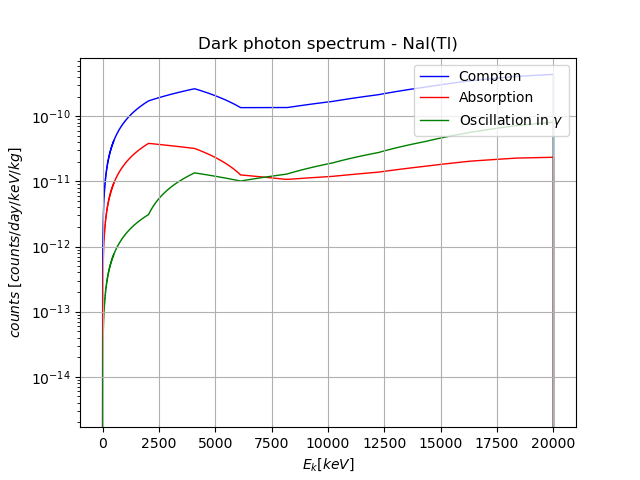 Dark photon spectrum - NaI(Tl)
Compton
Absorption
Oscillation in γ
counts [counts/day/keV/kg]
10⁻¹⁰
10⁻¹¹
10⁻¹²
10⁻¹³
10⁻¹⁴
0 2500 5000 7500 10000 12500 15000 17500 20000
Eₖ[keV]